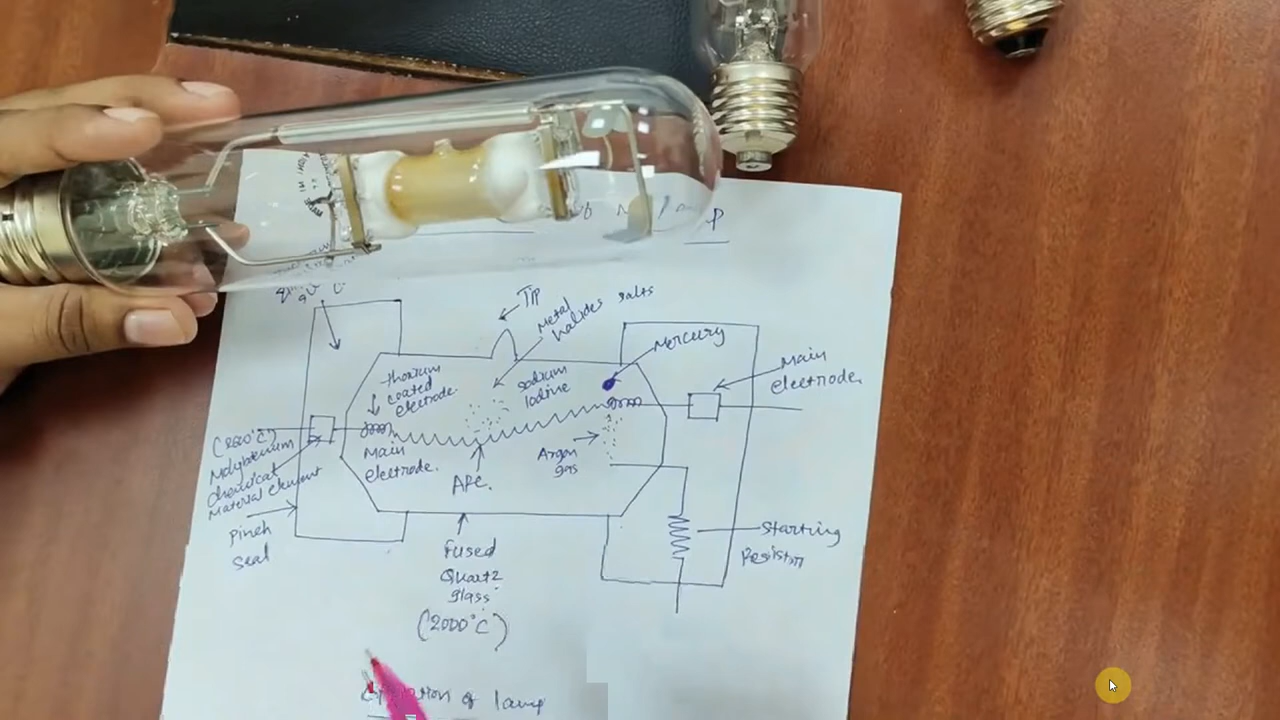 TIP
Metal
halides salts
Mercury
Main
electrode
thorium
coated
electrode.
sodium
Iodine
Molybdenum
chemical
Material element
Main
electrode.
ARC.
Argon
gas
Pinch
seal
Fused
Quartz
glass
(2000°C)
Starting
Resistor
of lamp